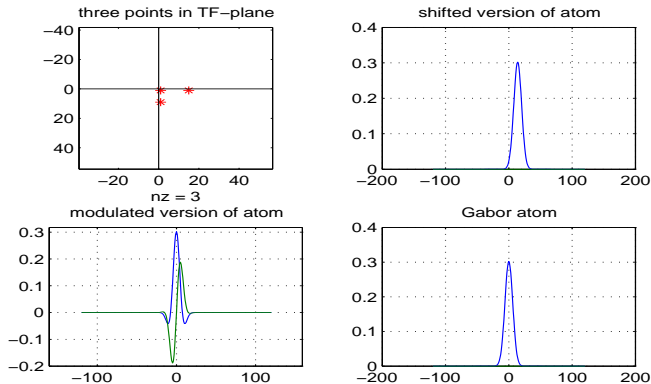 three points in TF-plane
-40
-20
0
20
40
-20 0 20 40
nz = 3
shifted version of atom
0.4
0.3
0.2
0.1
0
-200 -100 0 100 200
modulated version of atom
0.3
0.2
0.1
0
-0.1
-0.2
-100 0 100
Gabor atom
0.4
0.3
0.2
0.1
0
-200 -100 0 100 200